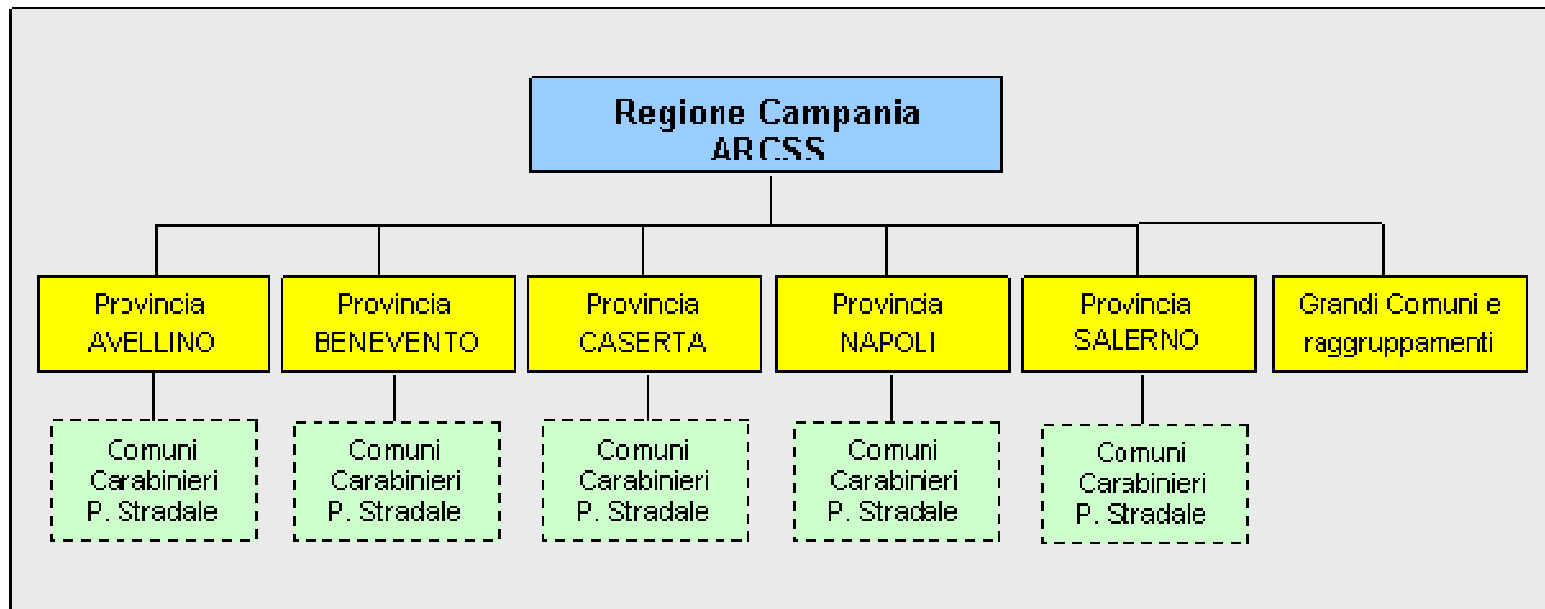 Regione Campania
ARCSS
Provincia
AVELLINO
Provincia
BENEVENTO
Provincia
CASERTA
Provincia
NAPOLI
Provincia
SALERNO
Grandi Comuni e
raggruppamenti
Comuni
Carabinieri
P. Stradale
Comuni
Carabinieri
P. Stradale
Comuni
Carabinieri
P. Stradale
Comuni
Carabinieri
P. Stradale
Comuni
Carabinieri
P. Stradale